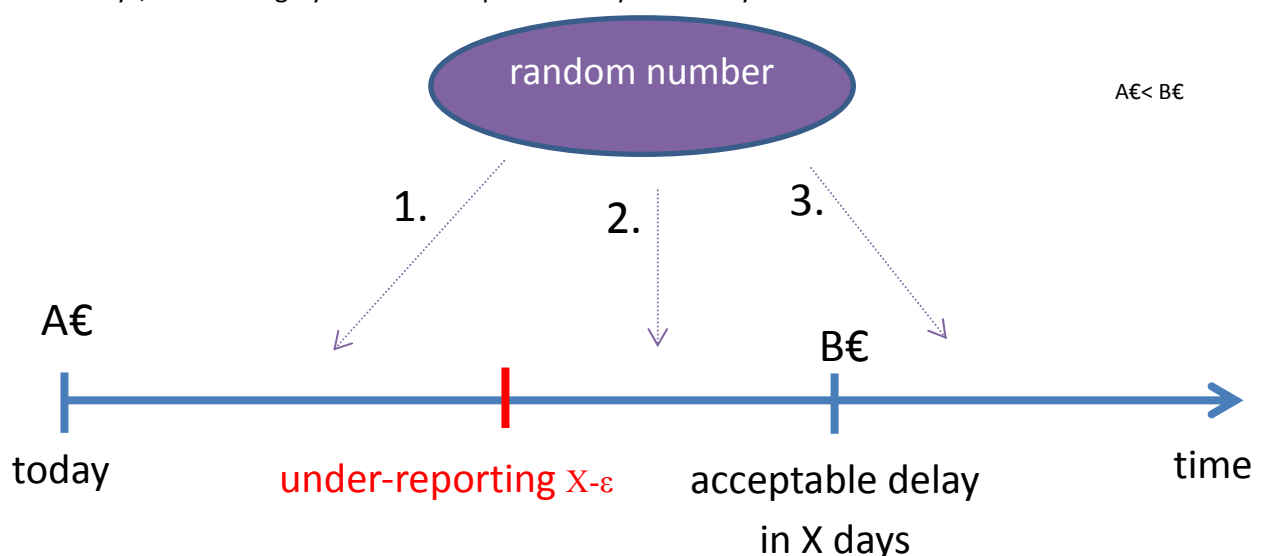 random number
A€< B€
1.
2.
3.
A€
B€
today
under-reporting X-ε
acceptable delay
in X days
time